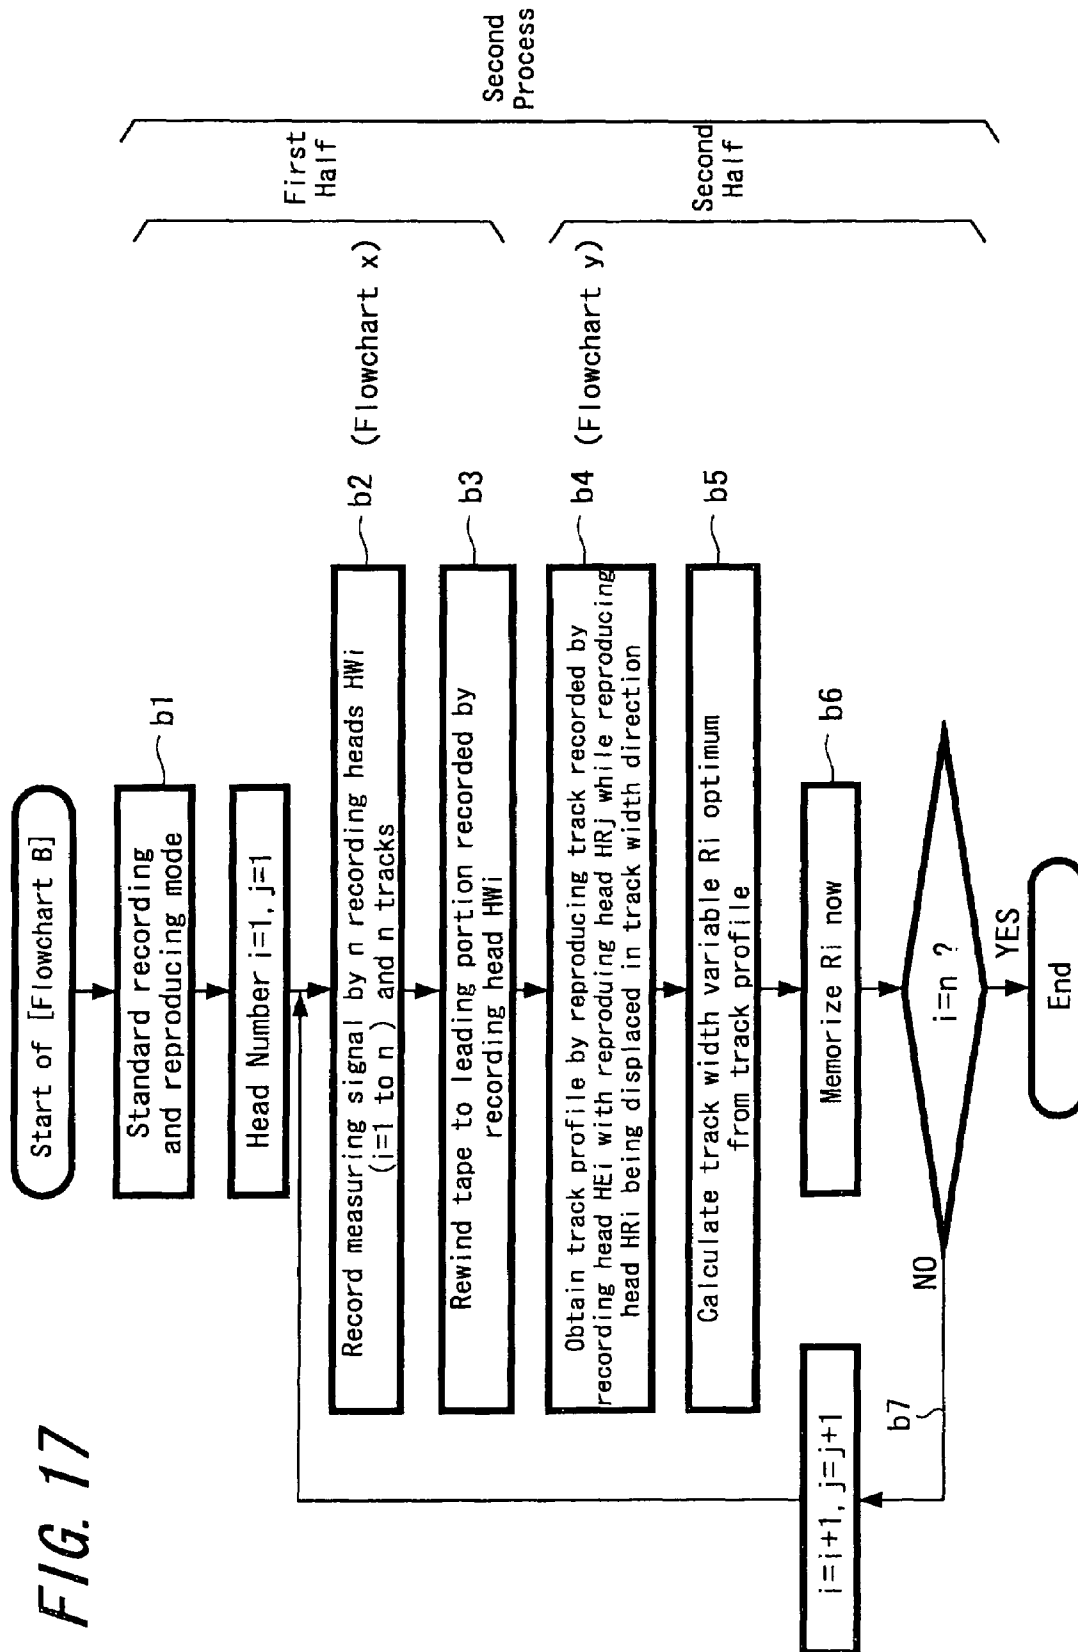 FIG. 17
Start of [Flowchart B]
Standard recording
and reproducing mode
b1
Head Number i=1, j=1
Record measuring signal by n recording heads HWi
(i=1 to n) and n tracks
b2 (Flowchart x)
Rewind tape to leading portion recorded by
recording head HWi
b3
Obtain track profile by reproducing track recorded by
recording head HEi with reproducing head HRj while reproducing
head HRi being displaced in track width direction
b4 (Flowchart y)
Calculate track width variable Ri optimum
from track profile
b5
Memorize Ri now
b6
i=n ?
NO
YES
b7
i=i+1, j=j+1
End
First
Half
Second
Half
Second
Process